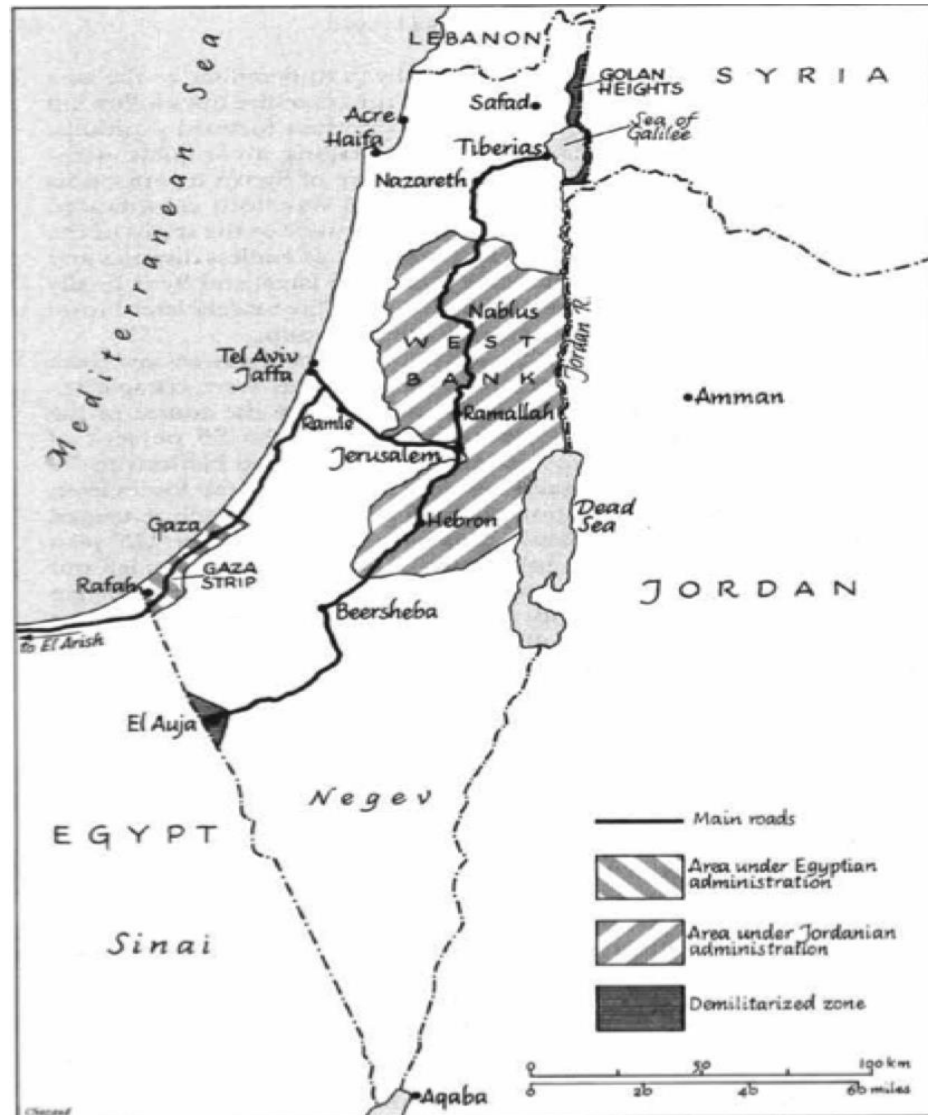 LEBANON
SYRIA
GOLAN
HEIGHTS
Safad
Sea of
Galilee
Acre
Haifa
Tiberias
Nazareth
Mediterranean Sea
Nablus
WEST
BANK
Jordan R.
Tel Aviv
Jaffa
Ramle
Ramallah
Amman
Jerusalem
Dead
Sea
Hebron
Gaza
GAZA
STRIP
Rafah
JORDAN
Beersheba
to El Arish
El Auja
Negev
EGYPT
Sinai
Aqaba
Main roads
Area under Egyptian
administration
Area under Jordanian
administration
Demilitarized zone
0 50 100 km
0 20 60 miles